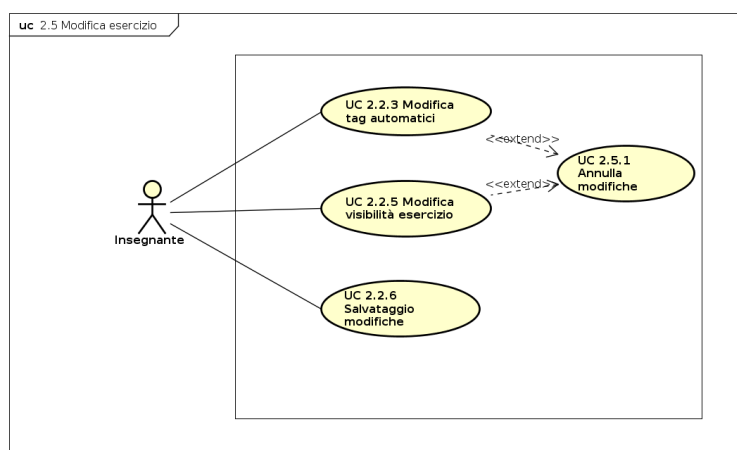 uc 2.5 Modifica esercizio
UC 2.2.3 Modifica
tag automatici
<<extend>>
UC 2.5.1
Annulla
modifiche
<<extend>>
UC 2.2.5 Modifica
visibilità esercizio
Insegnante
UC 2.2.6
Salvataggio
modifiche